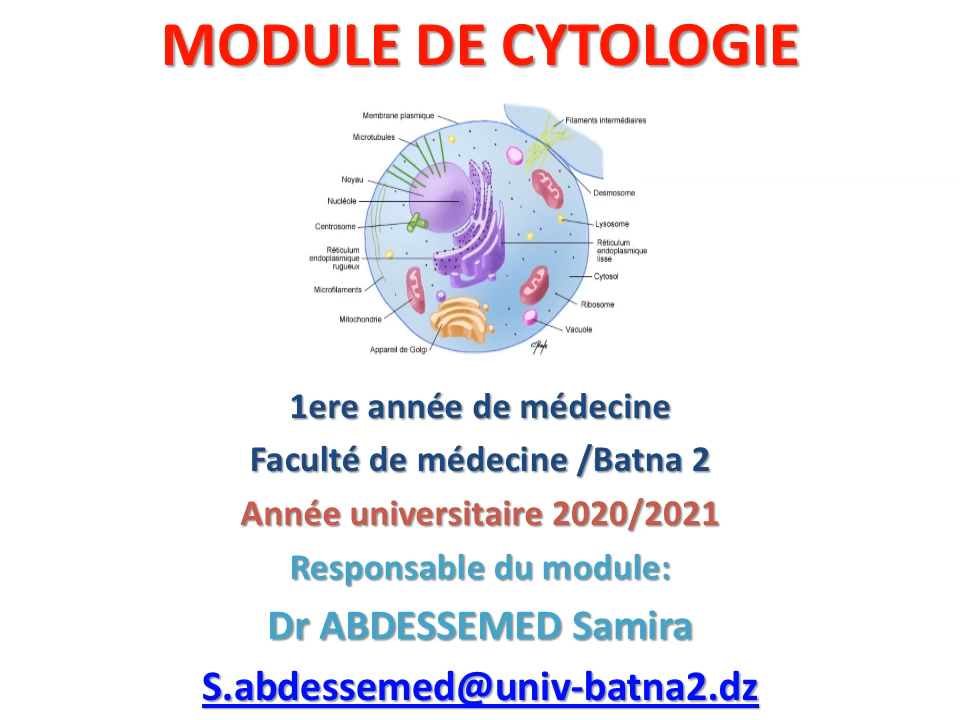 MODULE DE CYTOLOGIE
Membrane plasmique
Microtubules
Noyau
Nucléole
Centrosome
Réticulum
endoplasmique
rugueux
Microfilaments
Mitochondrie
Appareil de Golgi
Filaments intermédiaires
Desmosome
Lysosome
Réticulum
endoplasmique
lisse
Cytosol
Ribosome
Vacuole
1ere année de médecine
Faculté de médecine /Batna 2
Année universitaire 2020/2021
Responsable du module:
Dr ABDESSEMED Samira
S.abdessemed@univ-batna2.dz